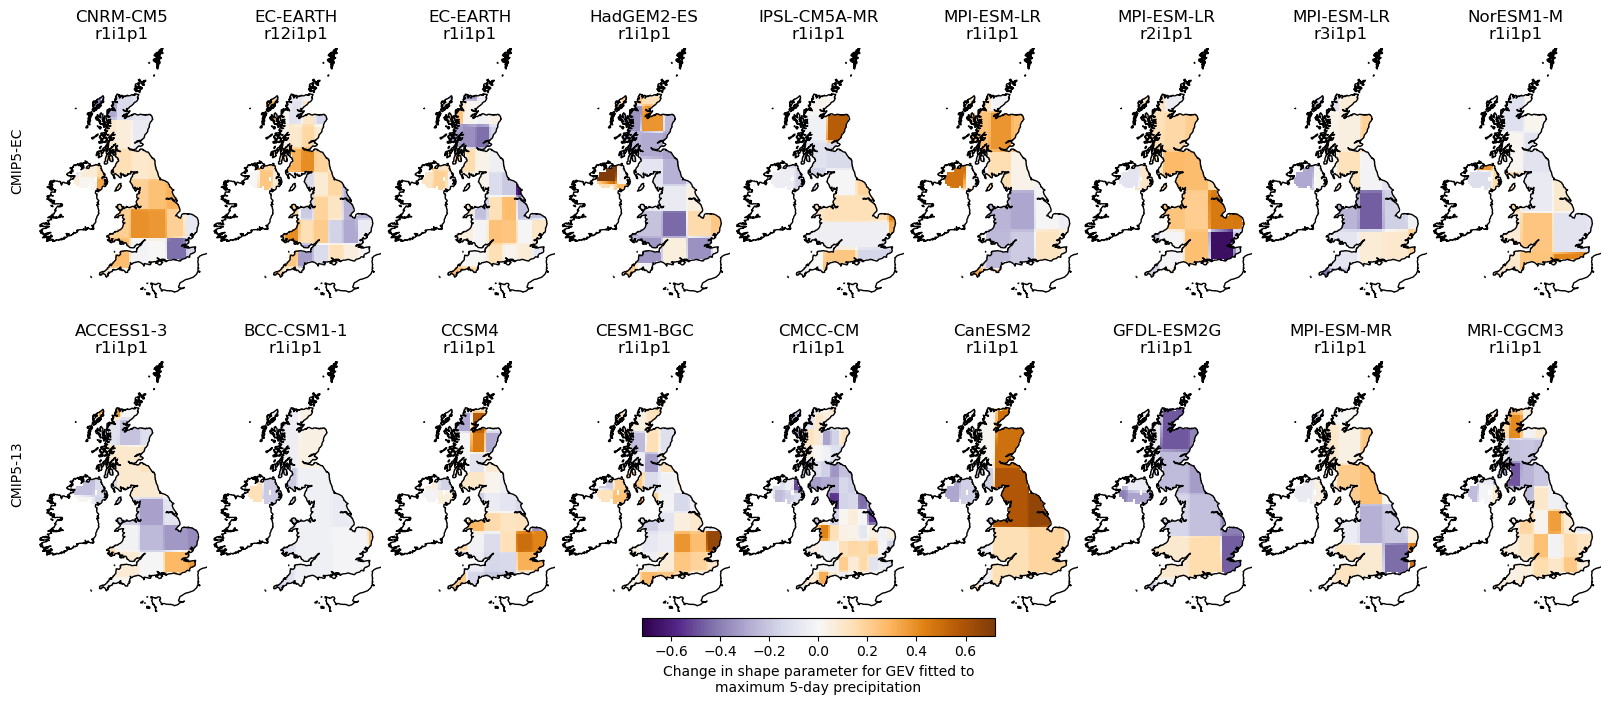 CNRM-CM5
r1i1p1
EC-EARTH
r12i1p1
EC-EARTH
r1i1p1
HadGEM2-ES
r1i1p1
IPSL-CM5A-MR
r1i1p1
MPI-ESM-LR
r1i1p1
MPI-ESM-LR
r2i1p1
MPI-ESM-LR
r3i1p1
NorESM1-M
r1i1p1
CMIP5-EC
ACCESS1-3
r1i1p1
BCC-CSM1-1
r1i1p1
CCSM4
r1i1p1
CESM1-BGC
r1i1p1
CMCC-CM
r1i1p1
CanESM2
r1i1p1
GFDL-ESM2G
r1i1p1
MPI-ESM-MR
r1i1p1
MRI-CGCM3
r1i1p1
CMIP5-13
−0.6 −0.4 −0.2 0.0 0.2 0.4 0.6
Change in shape parameter for GEV fitted to
maximum 5-day precipitation